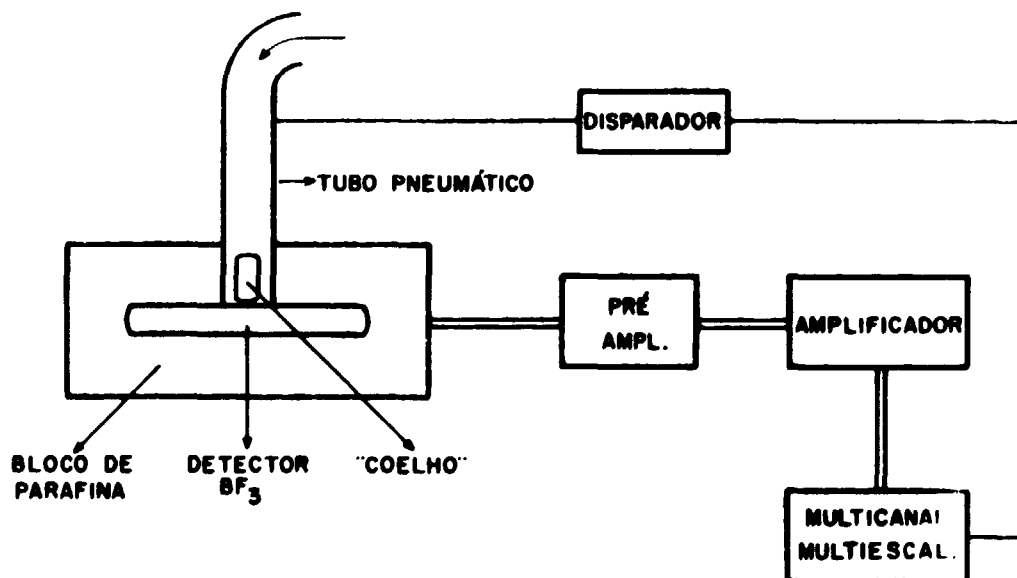 DISPARADOR
TUBO PNEUMÁTICO
PRÉ
AMPL.
AMPLIFICADOR
BLOCO DE
PARAFINA
DETECTOR
BF₃
"COELHO"
MULTICANAI
MULTIESCAL.